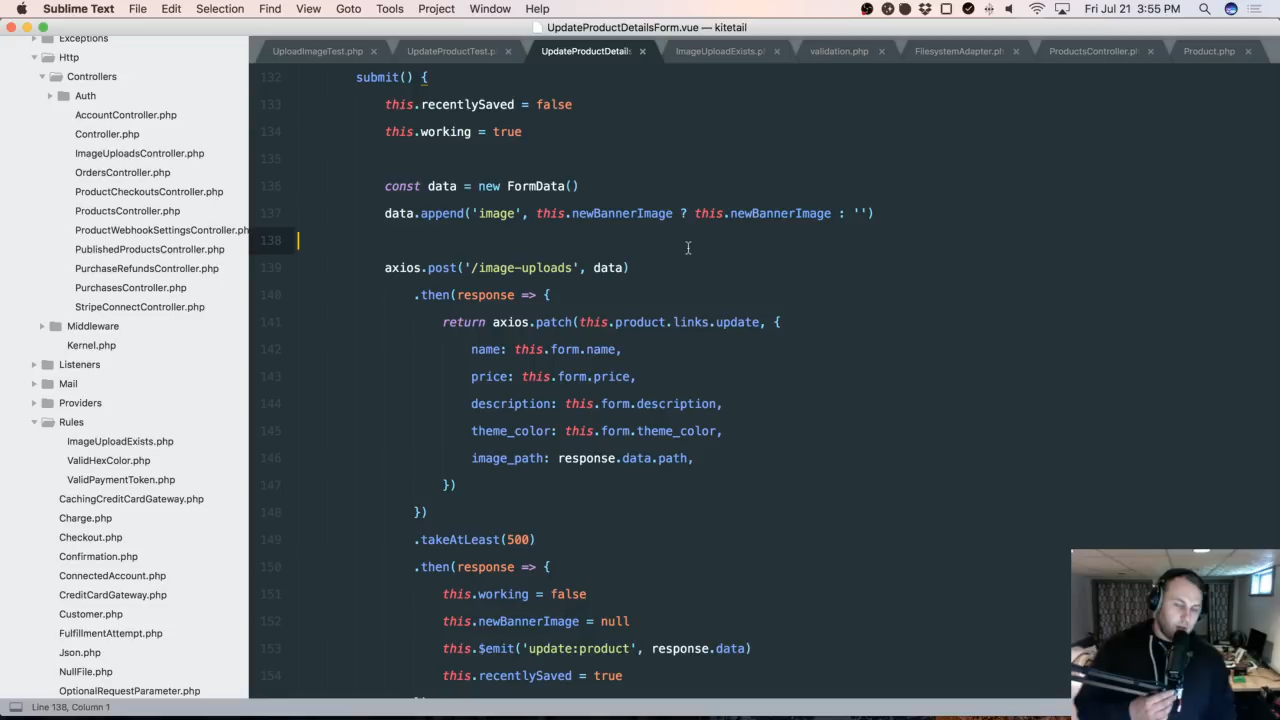 Sublime Text File Edit Selection Find View Goto Tools Project Window Help Fri Jul 21 3:55 PM
UpdateProductDetailsForm.vue — kitetail
UploadImageTest.php × UpdateProductTest.php × UpdateProductDetails × ImageUploadExists.p × validation.php × FilesystemAdapter.ph × ProductsController.ph × Product.php ×
Exceptions
Http
Controllers
Auth
AccountController.php
Controller.php
ImageUploadsController.php
OrdersController.php
ProductCheckoutsController.php
ProductsController.php
ProductWebhookSettingsController.ph
PublishedProductsController.php
PurchaseRefundsController.php
PurchasesController.php
StripeConnectController.php
Middleware
Kernel.php
Listeners
Mail
Providers
Rules
ImageUploadExists.php
ValidHexColor.php
ValidPaymentToken.php
CachingCreditCardGateway.php
Charge.php
Checkout.php
Confirmation.php
ConnectedAccount.php
CreditCardGateway.php
Customer.php
FulfillmentAttempt.php
Json.php
NullFile.php
OptionalRequestParameter.php
132 submit() {
133 this.recentlySaved = false
134 this.working = true
135
136 const data = new FormData()
137 data.append('image', this.newBannerImage ? this.newBannerImage : '')
138
139 axios.post('/image-uploads', data)
140 .then(response => {
141 return axios.patch(this.product.links.update, {
142 name: this.form.name,
143 price: this.form.price,
144 description: this.form.description,
145 theme_color: this.form.theme_color,
146 image_path: response.data.path,
147 })
148 })
149 .takeAtLeast(500)
150 .then(response => {
151 this.working = false
152 this.newBannerImage = null
153 this.$emit('update:product', response.data)
154 this.recentlySaved = true
Line 138, Column 1